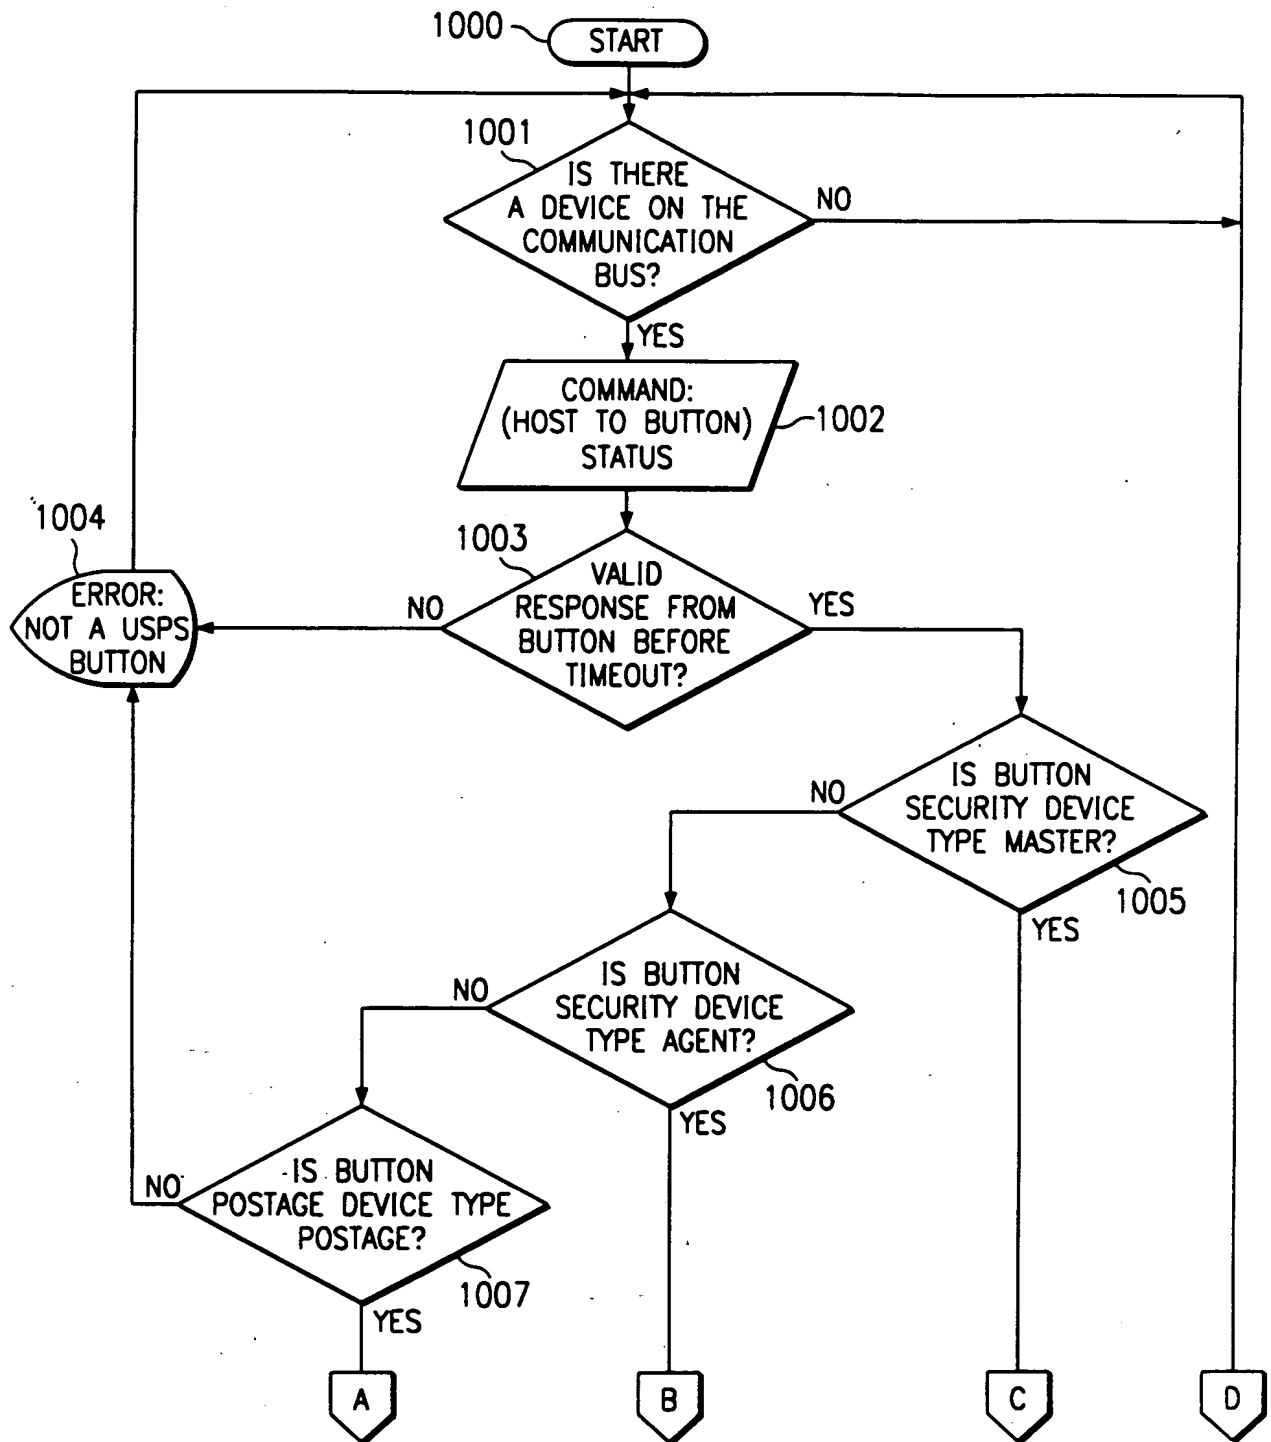 1000
START
1001
IS THERE
A DEVICE ON THE
COMMUNICATION
BUS?
NO
YES
COMMAND:
(HOST TO BUTTON)
STATUS
1002
1003
VALID
RESPONSE FROM
BUTTON BEFORE
TIMEOUT?
NO
YES
1004
ERROR:
NOT A USPS
BUTTON
IS BUTTON
SECURITY DEVICE
TYPE MASTER?
NO
1005
YES
IS BUTTON
SECURITY DEVICE
TYPE AGENT?
NO
1006
YES
IS BUTTON
POSTAGE DEVICE TYPE
POSTAGE?
NO
1007
YES
A
B
C
D